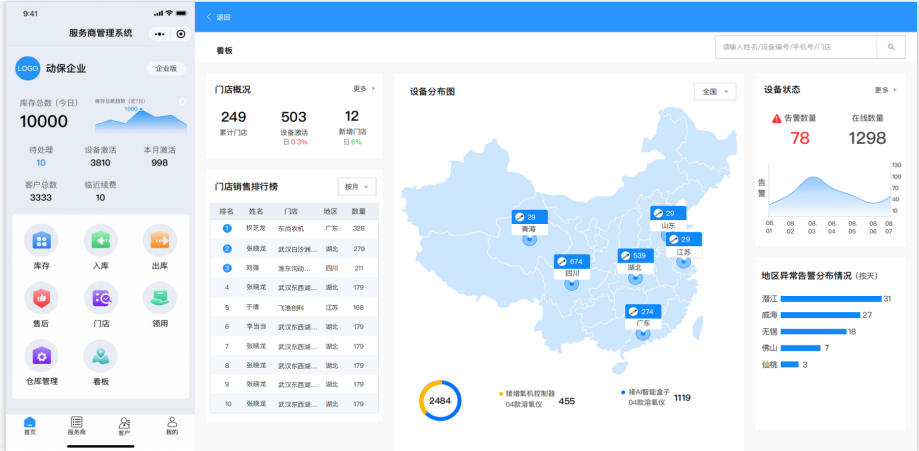 9:41
服务商管理系统
LOGO 动保企业 企业版
库存总数（今日）
10000
库存总数趋势（近7日）
1000
待处理 设备激活 本月激活
10 3810 998
客户总数 临近续费
3333 10
库存 入库 出库
售后 门店 领用
仓库管理 看板
首页 服务商 客户 我的
返回
看板
请输入姓名/设备编号/手机号/门店
门店概况 更多
249 503 12
累计门店 设备激活 新增门店
日0.3% 日6%
门店销售排行榜 按月
排名 姓名 门店 地区 数量
1 权芝龙 东尚农机 广东 328
2 张晓龙 武汉白沙洲... 湖北 279
3 刘强 渔东沟动... 四川 211
4 张晓龙 武汉东西湖... 湖北 179
5 于倩 飞渔创科 江苏 168
6 李当当 武汉东西湖... 湖北 179
7 张晓龙 武汉东西湖... 湖北 179
8 张晓龙 武汉东西湖... 湖北 179
9 张晓龙 武汉东西湖... 湖北 179
10 张晓龙 武汉东西湖... 湖北 179
设备分布图 全国
29
青海
29
山东
29
江苏
674
四川
539
湖北
274
广东
2484
接增氧机控制器
04款溶氧仪 455
接AI智能盒子
04款溶氧仪 1119
设备状态 更多
告警数量 在线数量
78 1298
告警
130
100
70
40
10
08.01 08.02 08.03 08.04 08.05 08.06 08.07
地区异常告警分布情况（按天）
潜江 31
威海 27
无锡 18
佛山 7
仙桃 3